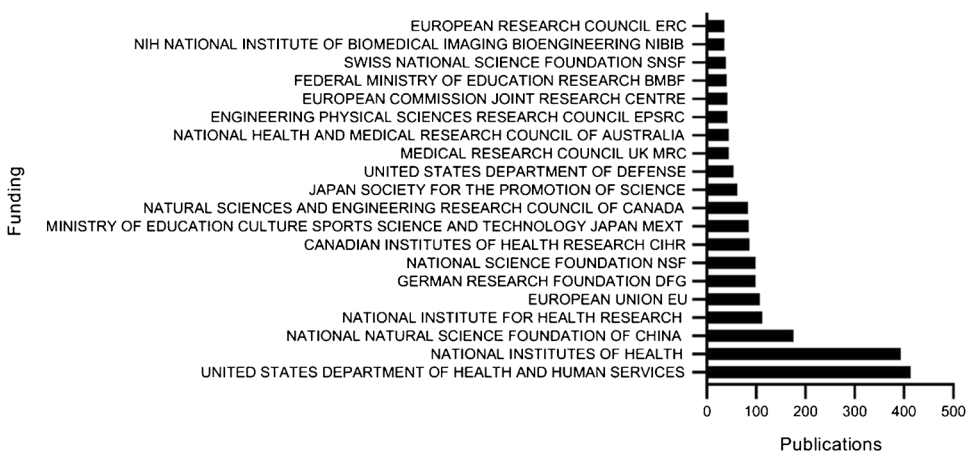 EUROPEAN RESEARCH COUNCIL ERC
NIH NATIONAL INSTITUTE OF BIOMEDICAL IMAGING BIOENGINEERING NIBIB
SWISS NATIONAL SCIENCE FOUNDATION SNSF
FEDERAL MINISTRY OF EDUCATION RESEARCH BMBF
EUROPEAN COMMISSION JOINT RESEARCH CENTRE
ENGINEERING PHYSICAL SCIENCES RESEARCH COUNCIL EPSRC
NATIONAL HEALTH AND MEDICAL RESEARCH COUNCIL OF AUSTRALIA
MEDICAL RESEARCH COUNCIL UK MRC
UNITED STATES DEPARTMENT OF DEFENSE
JAPAN SOCIETY FOR THE PROMOTION OF SCIENCE
NATURAL SCIENCES AND ENGINEERING RESEARCH COUNCIL OF CANADA
MINISTRY OF EDUCATION CULTURE SPORTS SCIENCE AND TECHNOLOGY JAPAN MEXT
CANADIAN INSTITUTES OF HEALTH RESEARCH CIHR
NATIONAL SCIENCE FOUNDATION NSF
GERMAN RESEARCH FOUNDATION DFG
EUROPEAN UNION EU
NATIONAL INSTITUTE FOR HEALTH RESEARCH
NATIONAL NATURAL SCIENCE FOUNDATION OF CHINA
NATIONAL INSTITUTES OF HEALTH
UNITED STATES DEPARTMENT OF HEALTH AND HUMAN SERVICES
Funding
0 100 200 300 400 500
Publications